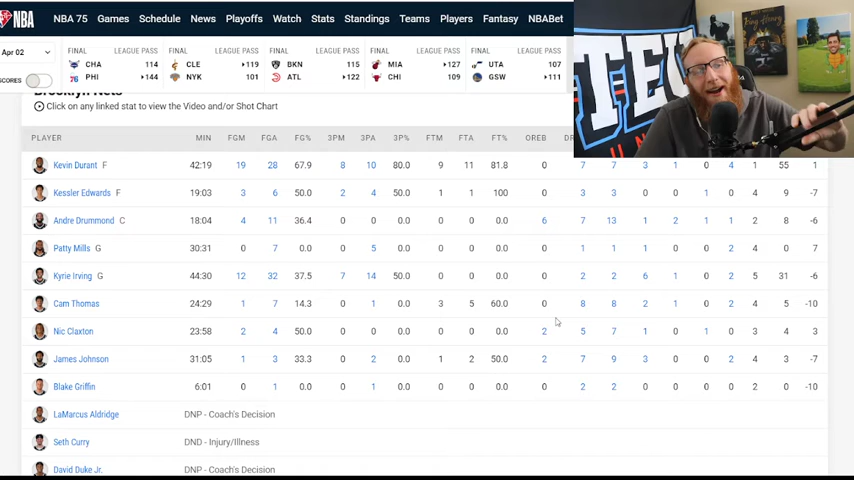 NBA NBA 75 Games Schedule News Playoffs Watch Stats Standings Teams Players Fantasy NBABet
Apr 02
SCORES
FINAL LEAGUE PASS
CHA 114
PHI 144
FINAL LEAGUE PASS
CLE 119
NYK 101
FINAL LEAGUE PASS
BKN 115
ATL 122
FINAL LEAGUE PASS
MIA 127
CHI 109
FINAL LEAGUE PASS
UTA 107
GSW 111
Brooklyn Nets
Click on any linked stat to view the Video and/or Shot Chart
PLAYER MIN FGM FGA FG% 3PM 3PA 3P% FTM FTA FT% OREB
Kevin Durant F 42:19 19 28 67.9 8 10 80.0 9 11 81.8 0 7 7 3 1 0 4 1 55 1
Kessler Edwards F 19:03 3 6 50.0 2 4 50.0 1 1 100 0 3 3 0 0 1 0 4 9 -7
Andre Drummond C 18:04 4 11 36.4 0 0 0.0 0 0 0.0 6 7 13 1 2 1 1 2 8 -6
Patty Mills G 30:31 0 7 0.0 0 5 0.0 0 0 0.0 0 1 1 1 0 0 2 4 0 7
Kyrie Irving G 44:30 12 32 37.5 7 14 50.0 0 0 0.0 0 2 2 6 1 0 2 5 31 -6
Cam Thomas 24:29 1 7 14.3 0 1 0.0 3 5 60.0 0 8 8 2 1 0 2 4 5 -10
Nic Claxton 23:58 2 4 50.0 0 0 0.0 0 0 0.0 2 5 7 1 0 1 0 3 4 3
James Johnson 31:05 1 3 33.3 0 2 0.0 1 2 50.0 2 7 9 3 0 0 2 4 3 -7
Blake Griffin 6:01 0 1 0.0 0 1 0.0 0 0 0.0 0 2 2 0 0 0 0 2 0 -10
LaMarcus Aldridge DNP - Coach's Decision
Seth Curry DND - Injury/Illness
David Duke Jr. DNP - Coach's Decision